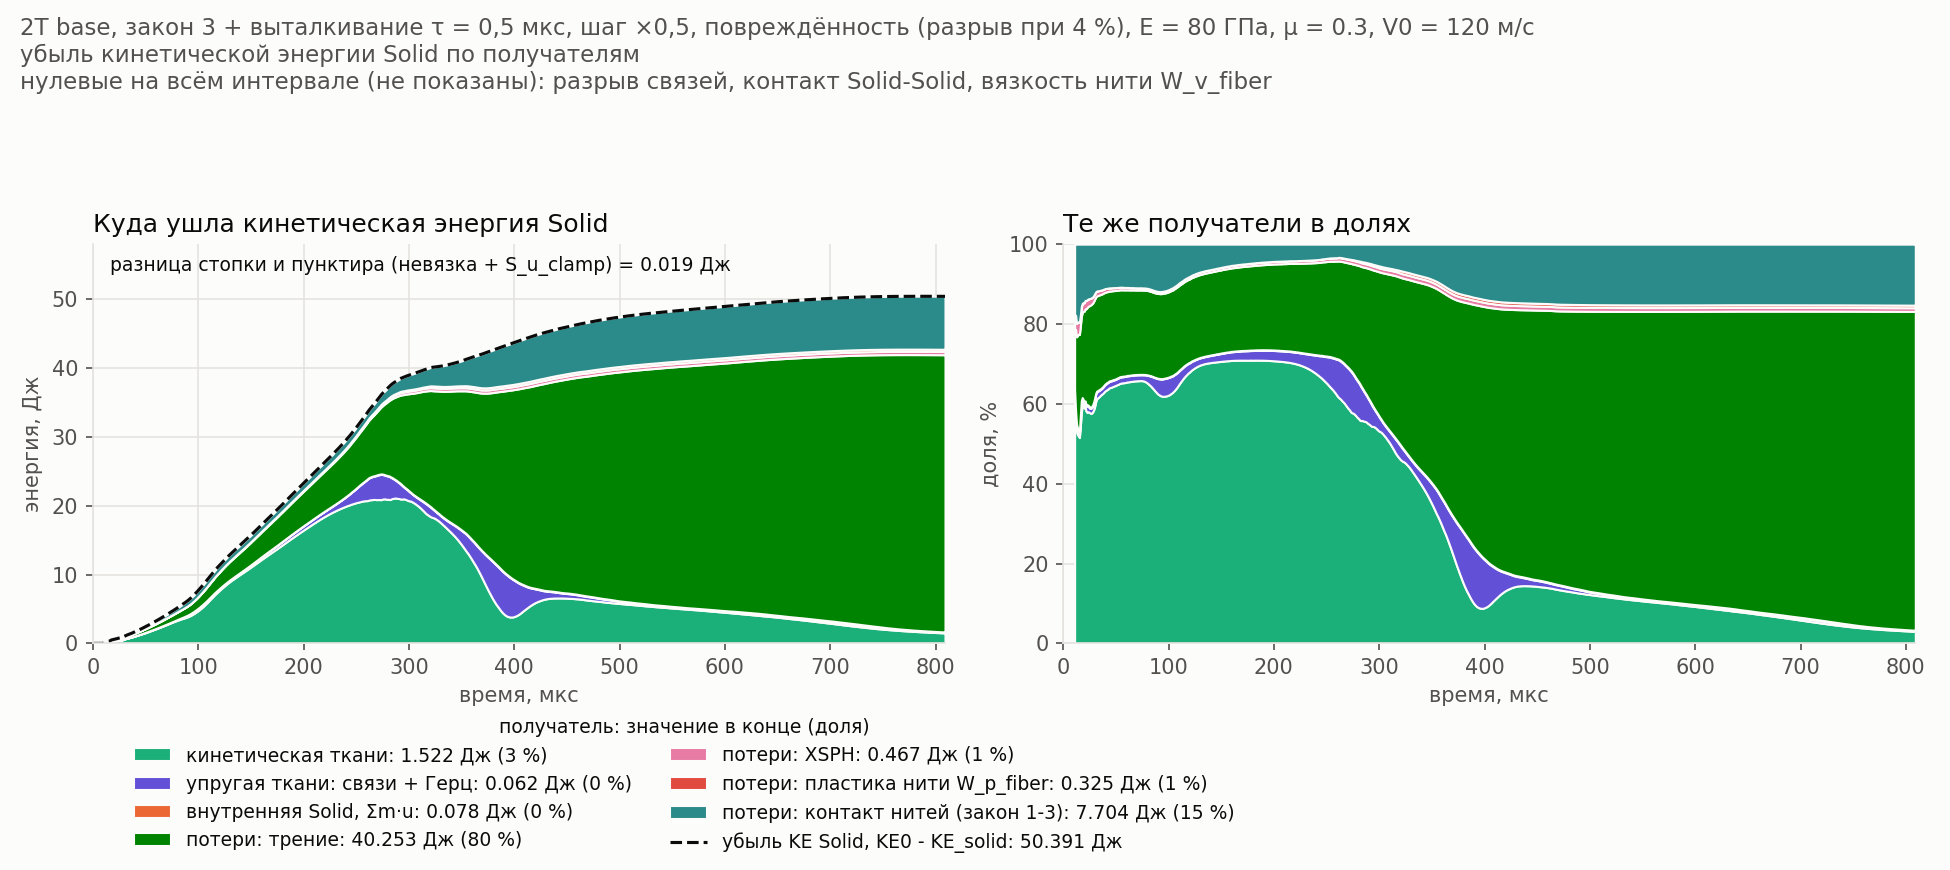 2T base, закон 3 + выталкивание τ = 0,5 мкс, шаг ×0,5, повреждённость (разрыв при 4 %), E = 80 ГПа, μ = 0.3, V0 = 120 м/с
убыль кинетической энергии Solid по получателям
нулевые на всём интервале (не показаны): разрыв связей, контакт Solid-Solid, вязкость нити W_v_fiber
Куда ушла кинетическая энергия Solid
разница стопки и пунктира (невязка + S_u_clamp) = 0.019 Дж
энергия, Дж
50
40
30
20
10
0
0 100 200 300 400 500 600 700 800
время, мкс
Те же получатели в долях
доля, %
100
80
60
40
20
0
0 100 200 300 400 500 600 700 800
время, мкс
получатель: значение в конце (доля)
кинетическая ткани: 1.522 Дж (3 %)
упругая ткани: связи + Герц: 0.062 Дж (0 %)
внутренняя Solid, Σm·u: 0.078 Дж (0 %)
потери: трение: 40.253 Дж (80 %)
потери: XSPH: 0.467 Дж (1 %)
потери: пластика нити W_p_fiber: 0.325 Дж (1 %)
потери: контакт нитей (закон 1-3): 7.704 Дж (15 %)
убыль KE Solid, KE0 - KE_solid: 50.391 Дж